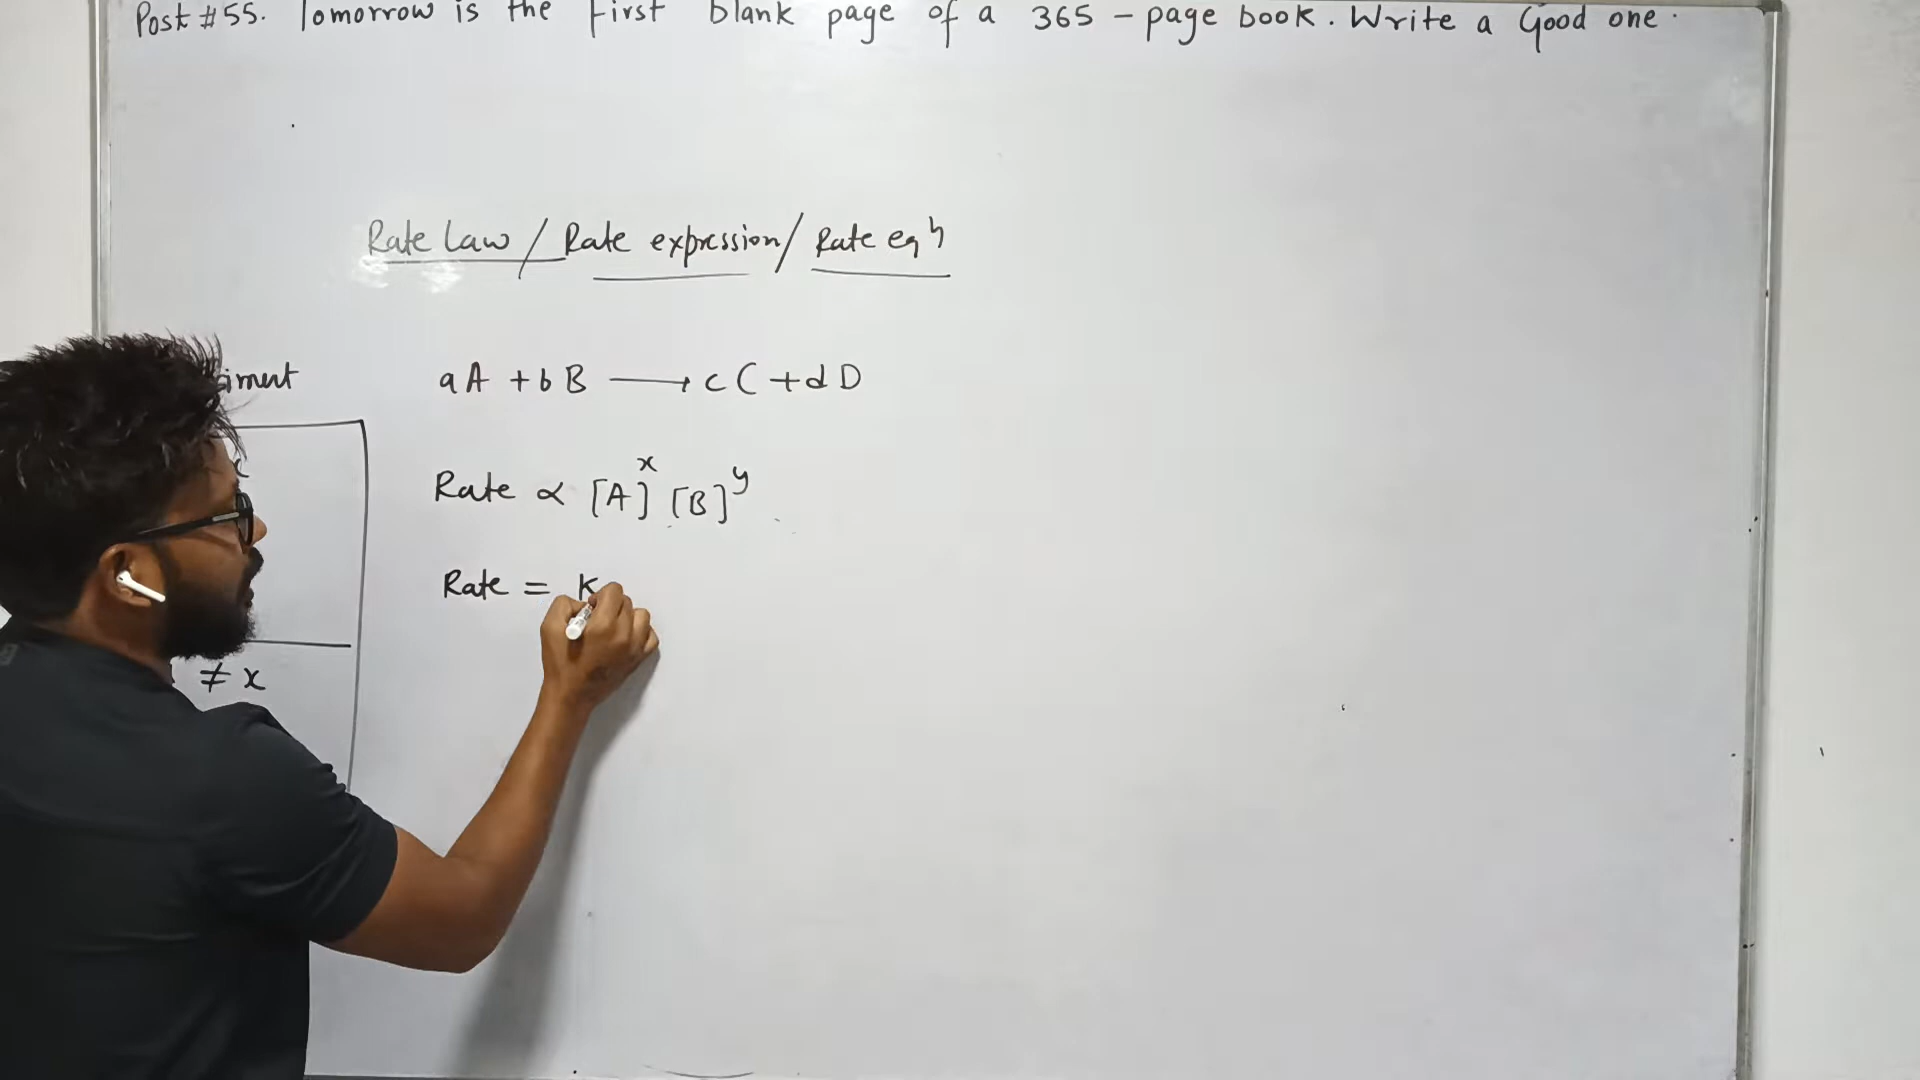 Post #55. Tomorrow is the first blank page of a 365 - page book. Write a Good one.
Rate law / Rate expression / Rate eqn
aA + bB ⟶ cC + dD
Rate ∝ [A]^x [B]^y
Rate = K
≠ x